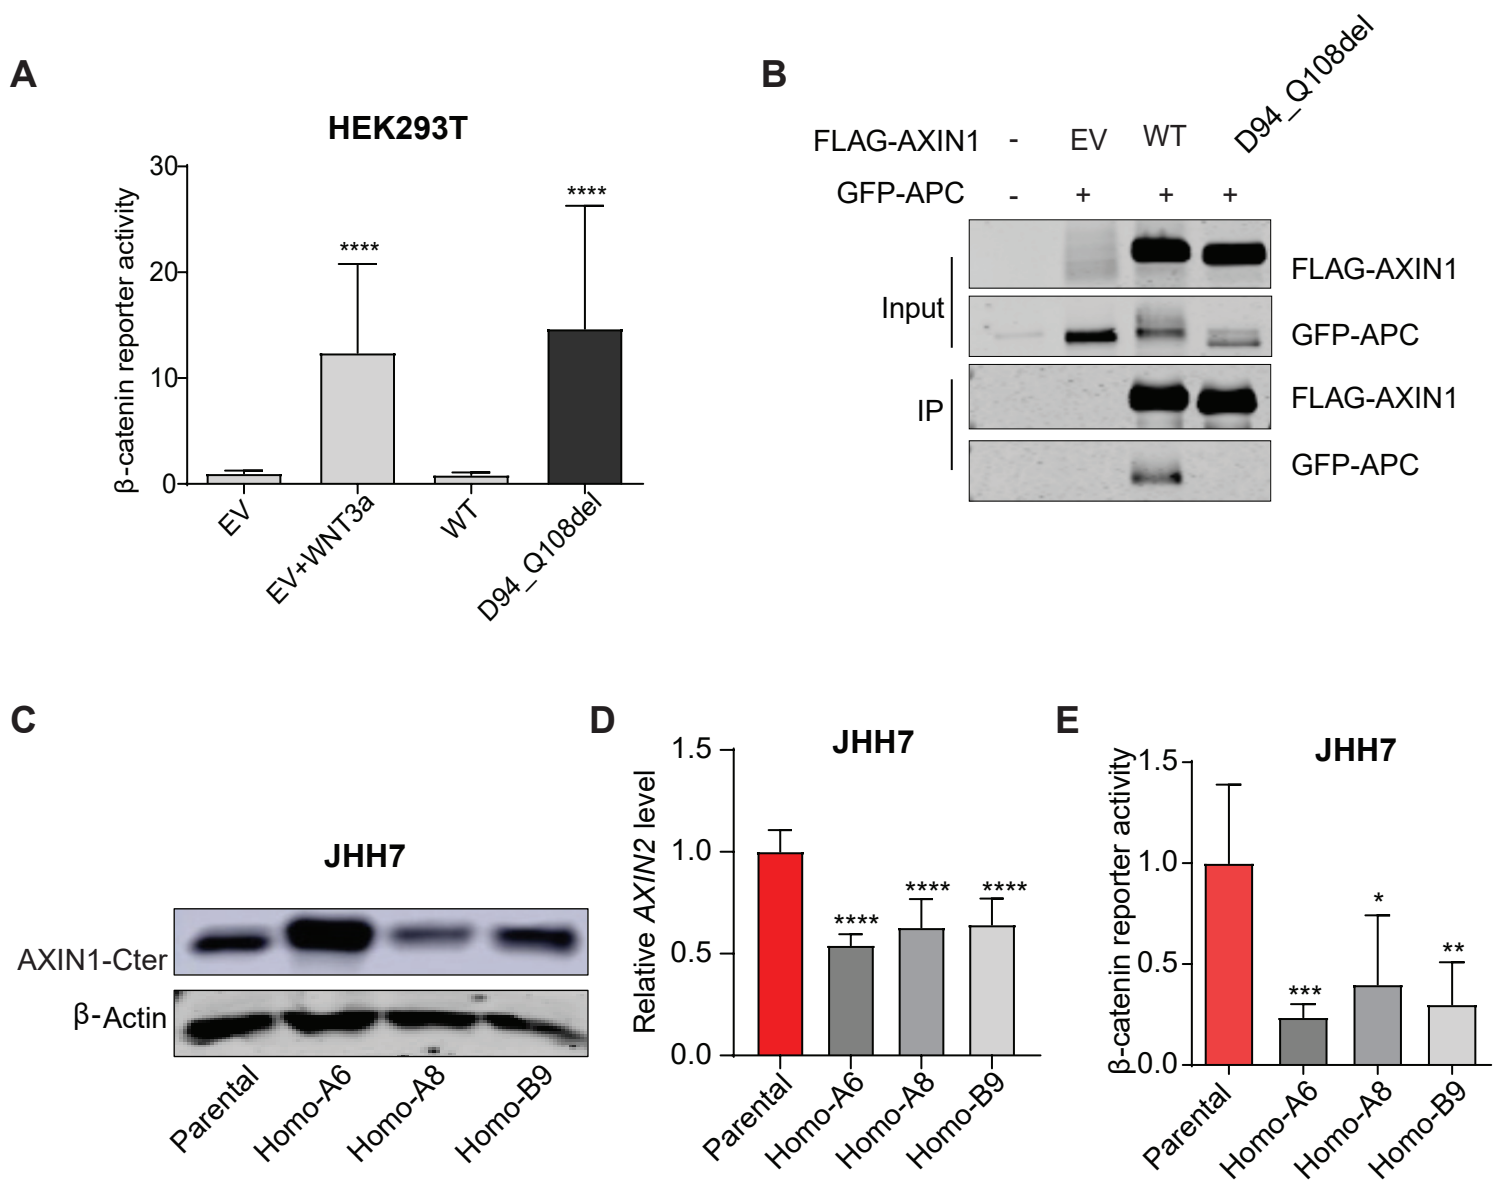 A
HEK293T
β-catenin reporter activity
30
20
10
0
****
****
EV
EV+WNT3a
WT
D94_Q108del
B
FLAG-AXIN1 - EV WT D94_Q108del
GFP-APC - + + +
Input
FLAG-AXIN1
GFP-APC
IP
FLAG-AXIN1
GFP-APC
C
JHH7
AXIN1-Cter
β-Actin
Parental
Homo-A6
Homo-A8
Homo-B9
D
JHH7
Relative AXIN2 level
1.5
1.0
0.5
0.0
****
****
****
Parental
Homo-A6
Homo-A8
Homo-B9
E
JHH7
β-catenin reporter activity
1.5
1.0
0.5
0.0
***
*
**
Parental
Homo-A6
Homo-A8
Homo-B9